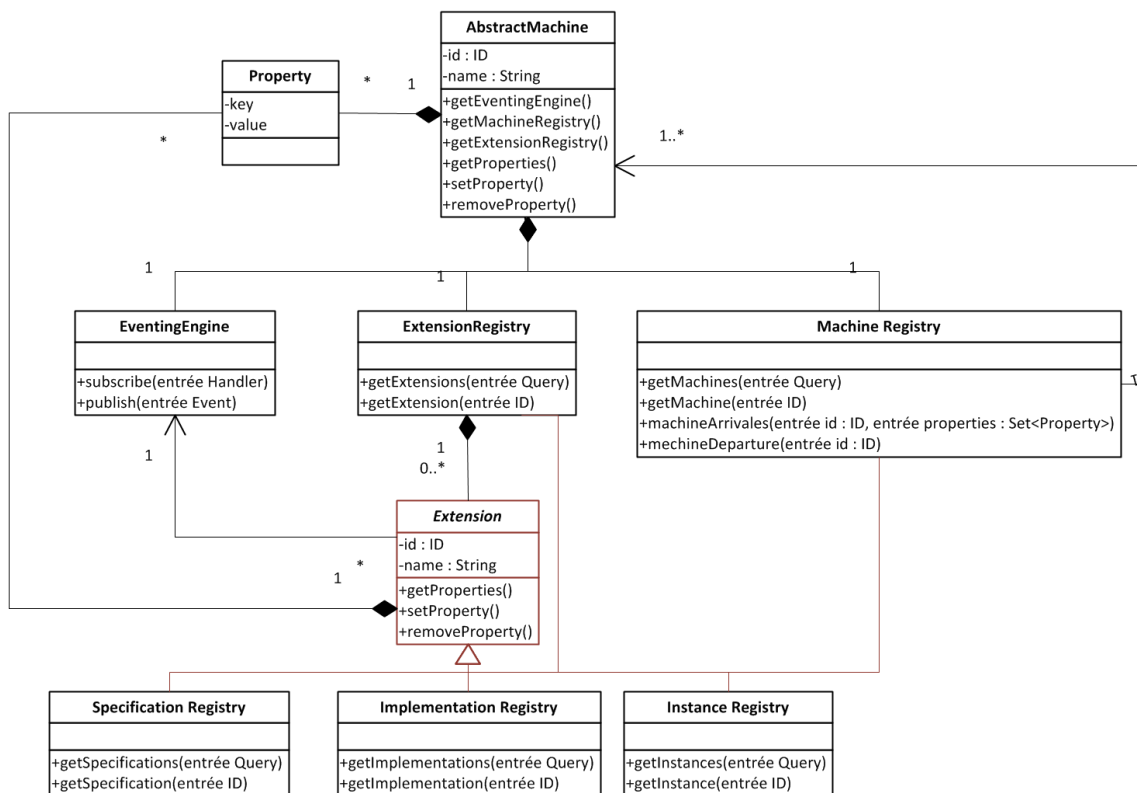 AbstractMachine
-id : ID
-name : String
+getEventingEngine()
+getMachineRegistry()
+getExtensionRegistry()
+getProperties()
+setProperty()
+removeProperty()
Property
-key
-value
*
1
*
1..*
1
1
1
EventingEngine
+subscribe(entrée Handler)
+publish(entrée Event)
ExtensionRegistry
+getExtensions(entrée Query)
+getExtension(entrée ID)
Machine Registry
+getMachines(entrée Query)
+getMachine(entrée ID)
+machineArrivales(entrée id : ID, entrée properties : Set<Property>)
+mechineDeparture(entrée id : ID)
1
1
0..*
Extension
-id : ID
-name : String
+getProperties()
+setProperty()
+removeProperty()
*
1
Specification Registry
+getSpecifications(entrée Query)
+getSpecification(entrée ID)
Implementation Registry
+getImplementations(entrée Query)
+getImplementation(entrée ID)
Instance Registry
+getInstances(entrée Query)
+getInstance(entrée ID)